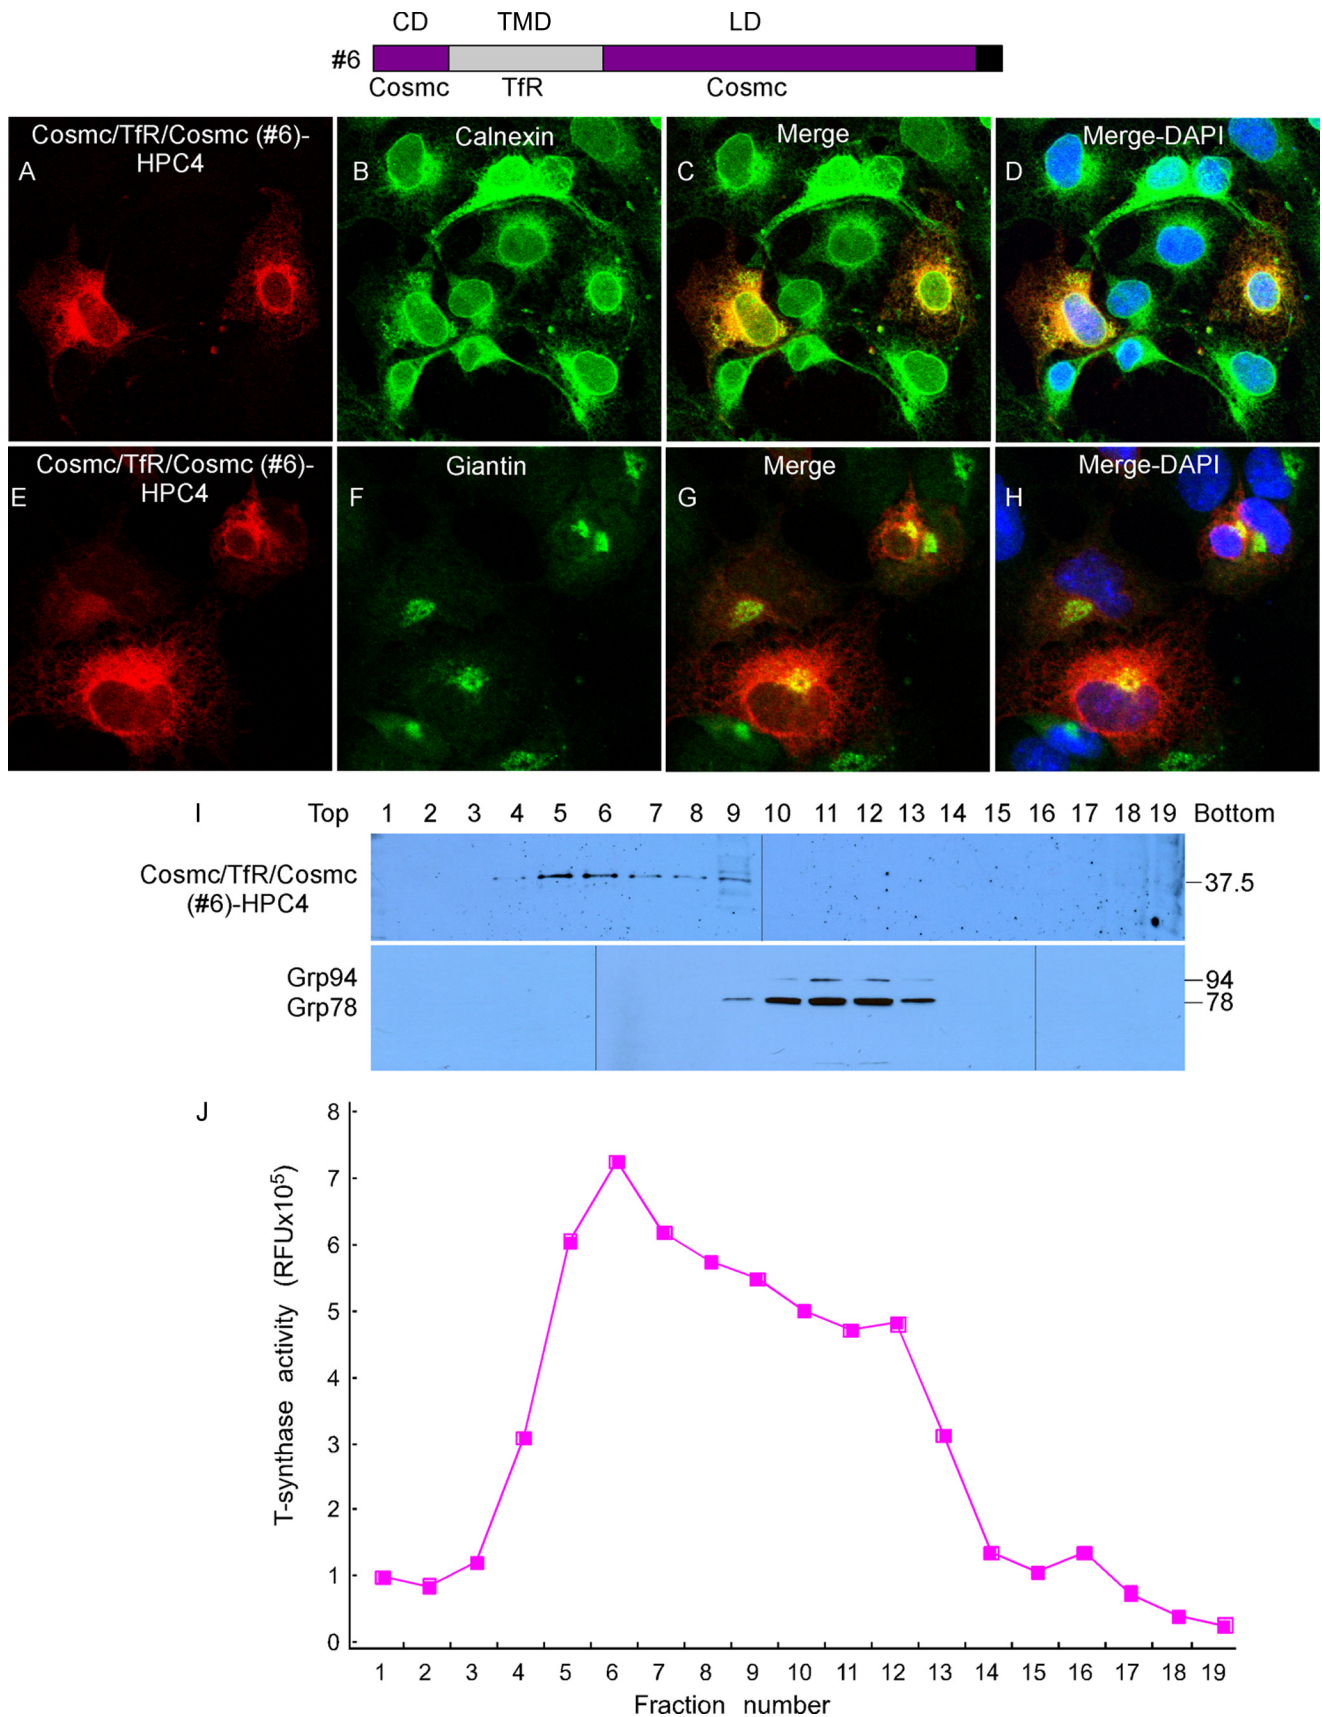 CD TMD LD
#6
Cosmc TfR Cosmc
Cosmc/TfR/Cosmc (#6)-
HPC4
A
Calnexin
B
Merge
C
Merge-DAPI
D
Cosmc/TfR/Cosmc (#6)-
HPC4
E
Giantin
F
Merge
G
Merge-DAPI
H
I Top 1 2 3 4 5 6 7 8 9 10 11 12 13 14 15 16 17 18 19 Bottom
Cosmc/TfR/Cosmc
(#6)-HPC4
37.5
Grp94 94
Grp78 78
J
8
7
6
5
4
3
2
1
0
T-synthase activity (RFUx10⁵)
1 2 3 4 5 6 7 8 9 10 11 12 13 14 15 16 17 18 19
Fraction number